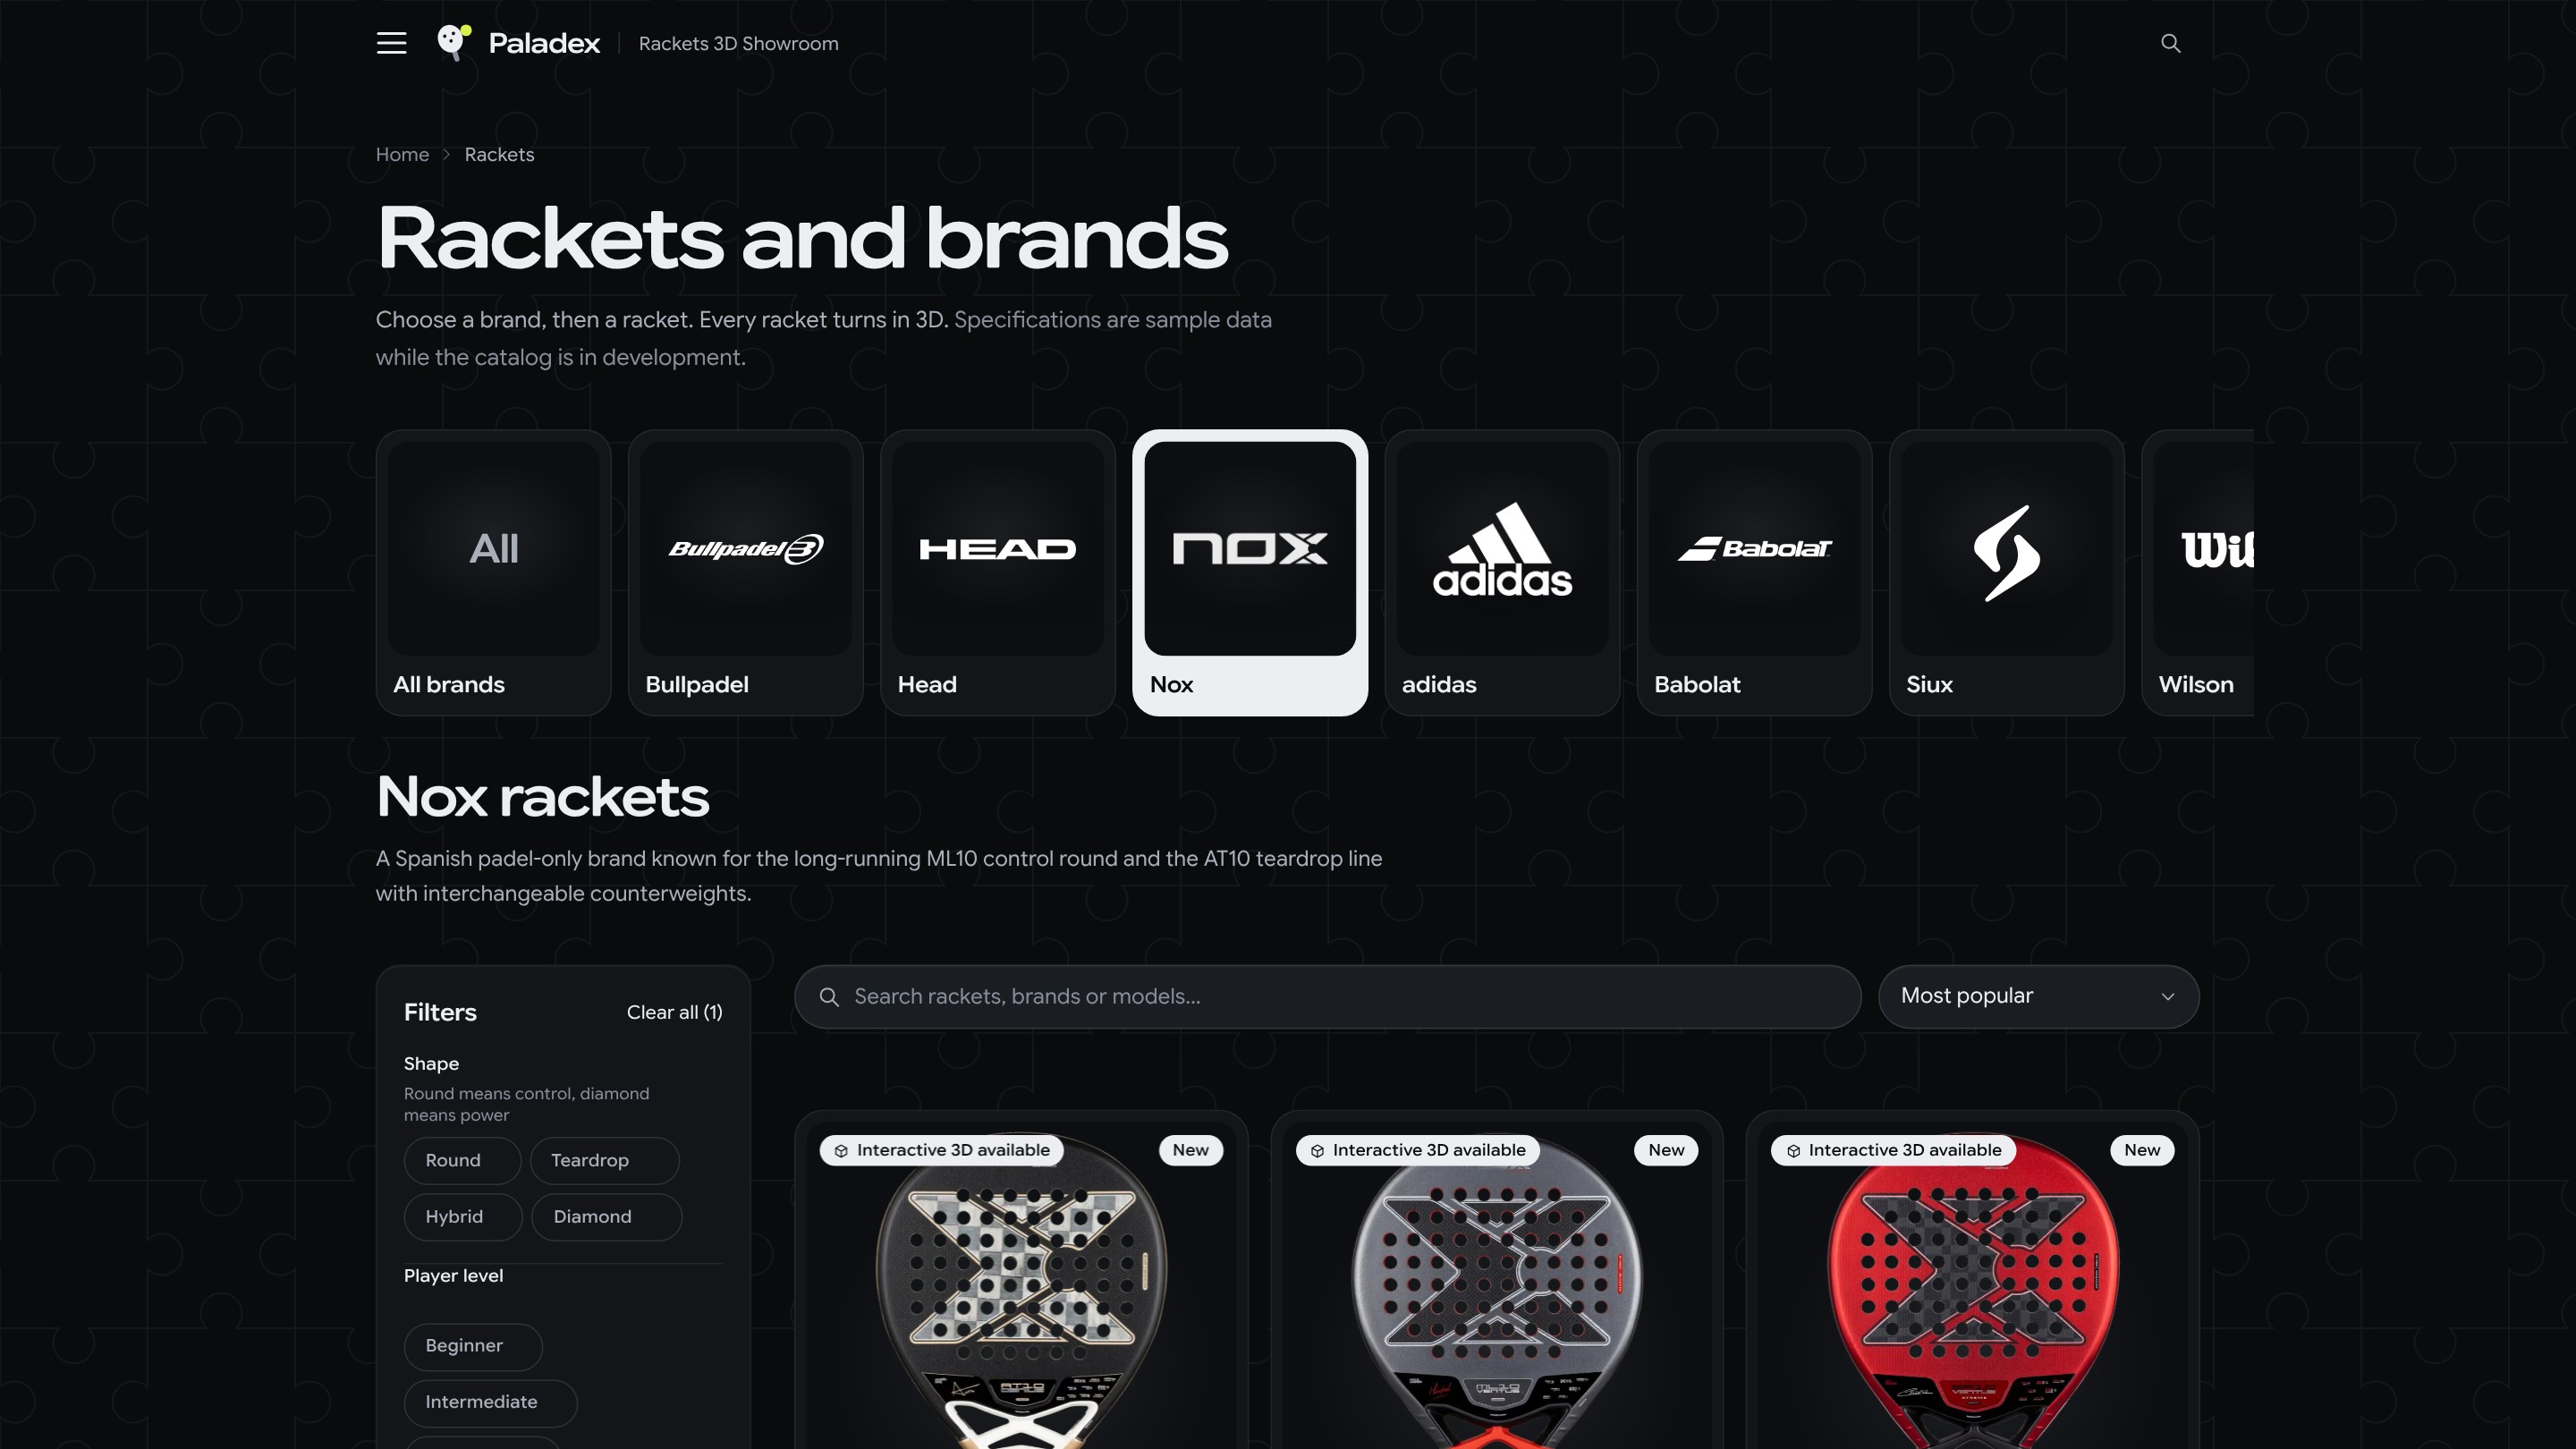 Paladex
Rackets 3D Showroom
Home > Rackets
Rackets and brands
Choose a brand, then a racket. Every racket turns in 3D. Specifications are sample data
while the catalog is in development.
All
Bullpadel
HEAD
nox
adidas
Babolat
Wil
All brands
Bullpadel
Head
Nox
adidas
Babolat
Siux
Wilson
Nox rackets
A Spanish padel-only brand known for the long-running ML10 control round and the AT10 teardrop line
with interchangeable counterweights.
Filters
Clear all (1)
Search rackets, brands or models...
Most popular
Shape
Round means control, diamond
means power
Round
Teardrop
Hybrid
Diamond
Player level
Beginner
Intermediate
Interactive 3D available
New
Interactive 3D available
New
Interactive 3D available
New
AT10
ML10
VERTUO